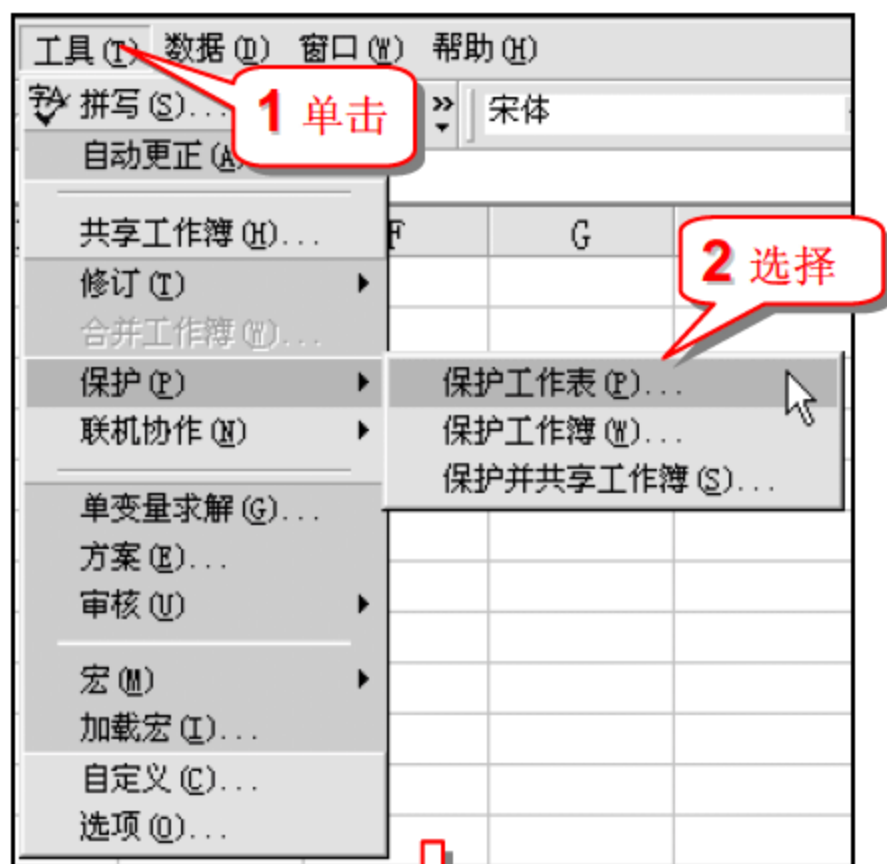 工具(T) 数据(D) 窗口(W) 帮助(H)
拼写(S)...
1 单击
宋体
自动更正(A)
共享工作簿(H)...
F
G
2 选择
修订(T)
合并工作簿(W)...
保护(P)
保护工作表(P)...
联机协作(N)
保护工作簿(W)...
保护并共享工作簿(S)...
单变量求解(G)...
方案(E)...
审核(U)
宏(M)
加载宏(I)...
自定义(C)...
选项(O)...